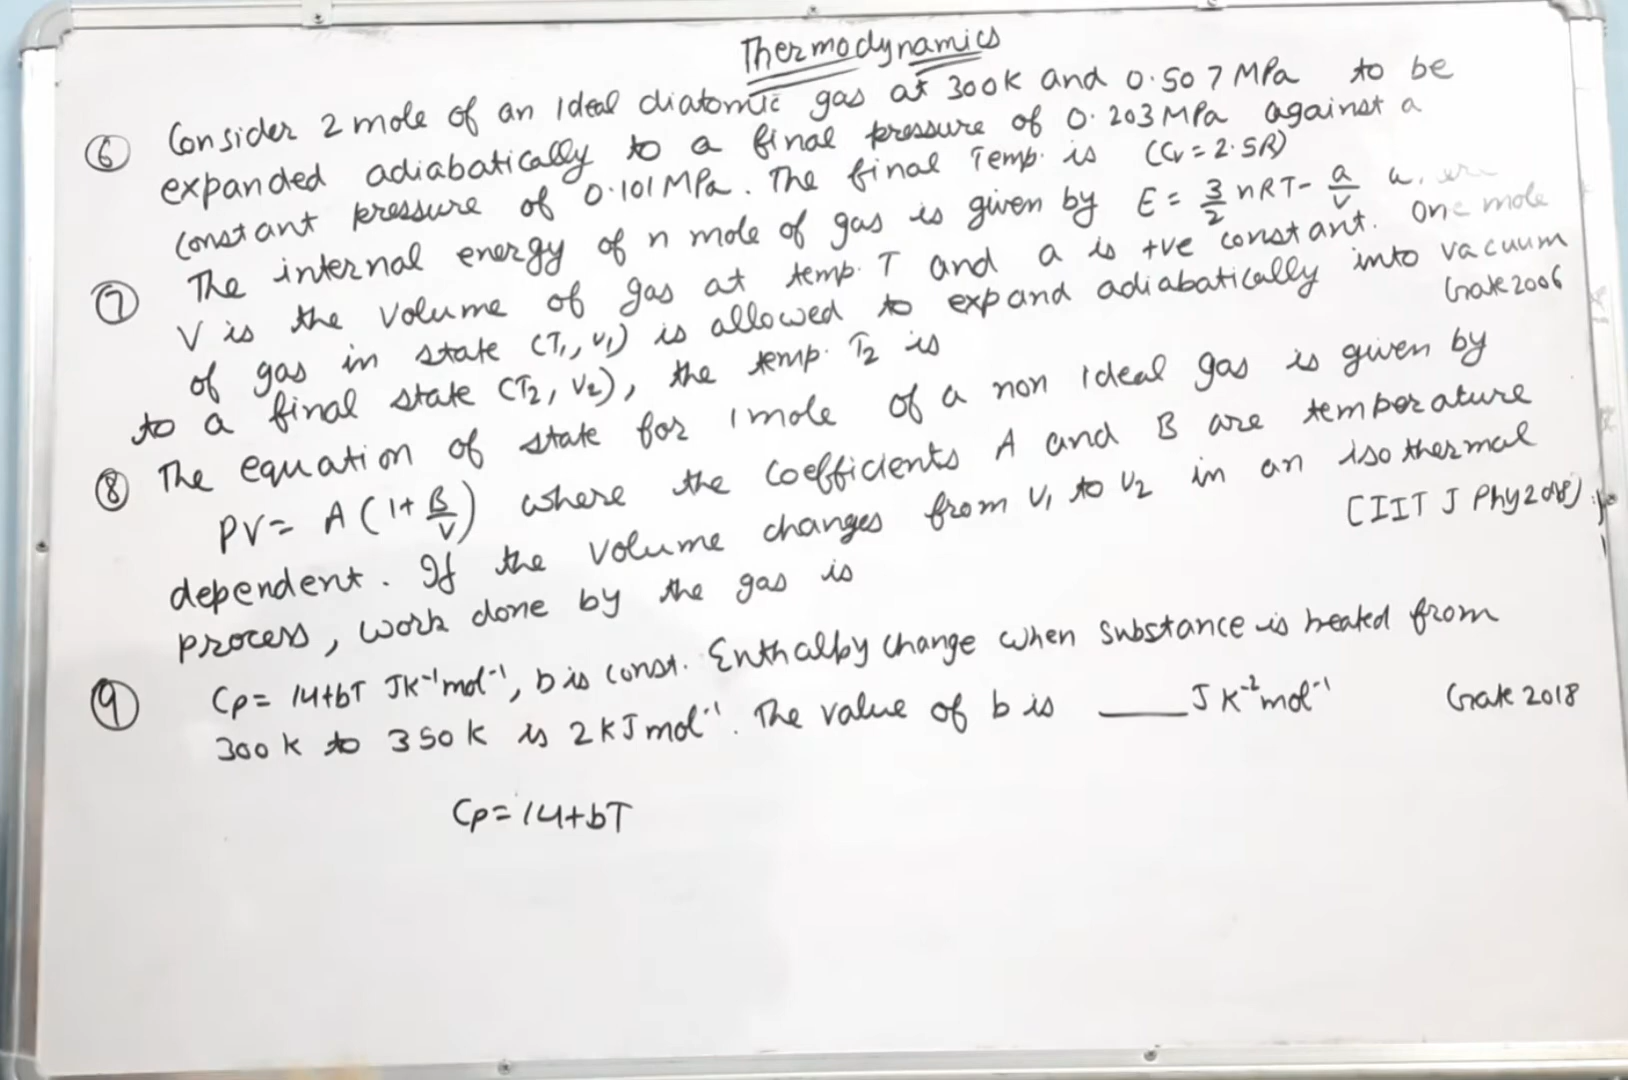 Thermodynamics
⑥ Consider 2 mole of an Ideal diatomic gas at 300K and 0.507 MPa to be
expanded adiabatically to a final pressure of 0.203 MPa against a
constant pressure of 0.101 MPa. The final Temp. is (Cv = 2.5R)
⑦ The internal energy of n mole of gas is given by E = 3/2 nRT - a/V
V is the volume of gas at temp. T and a is +ve constant. One mole
of gas in state (T1, V1) is allowed to expand adiabatically into vacuum
to a final state (T2, V2), the temp. T2 is Gate 2006
⑧ The equation of state for 1 mole of a non ideal gas is given by
PV = A (1 + B/V) where the coefficients A and B are temperature
dependent. If the volume changes from V1 to V2 in an isothermal
process, work done by the gas is [IIT J Phy 2018]
⑨ Cp = 14+bT JK⁻¹mol⁻¹, b is const. Enthalpy change when substance is heated from
300 K to 350 K is 2 KJ mol⁻¹. The value of b is ____ J K⁻² mol⁻¹ Gate 2018
Cp = 14+bT